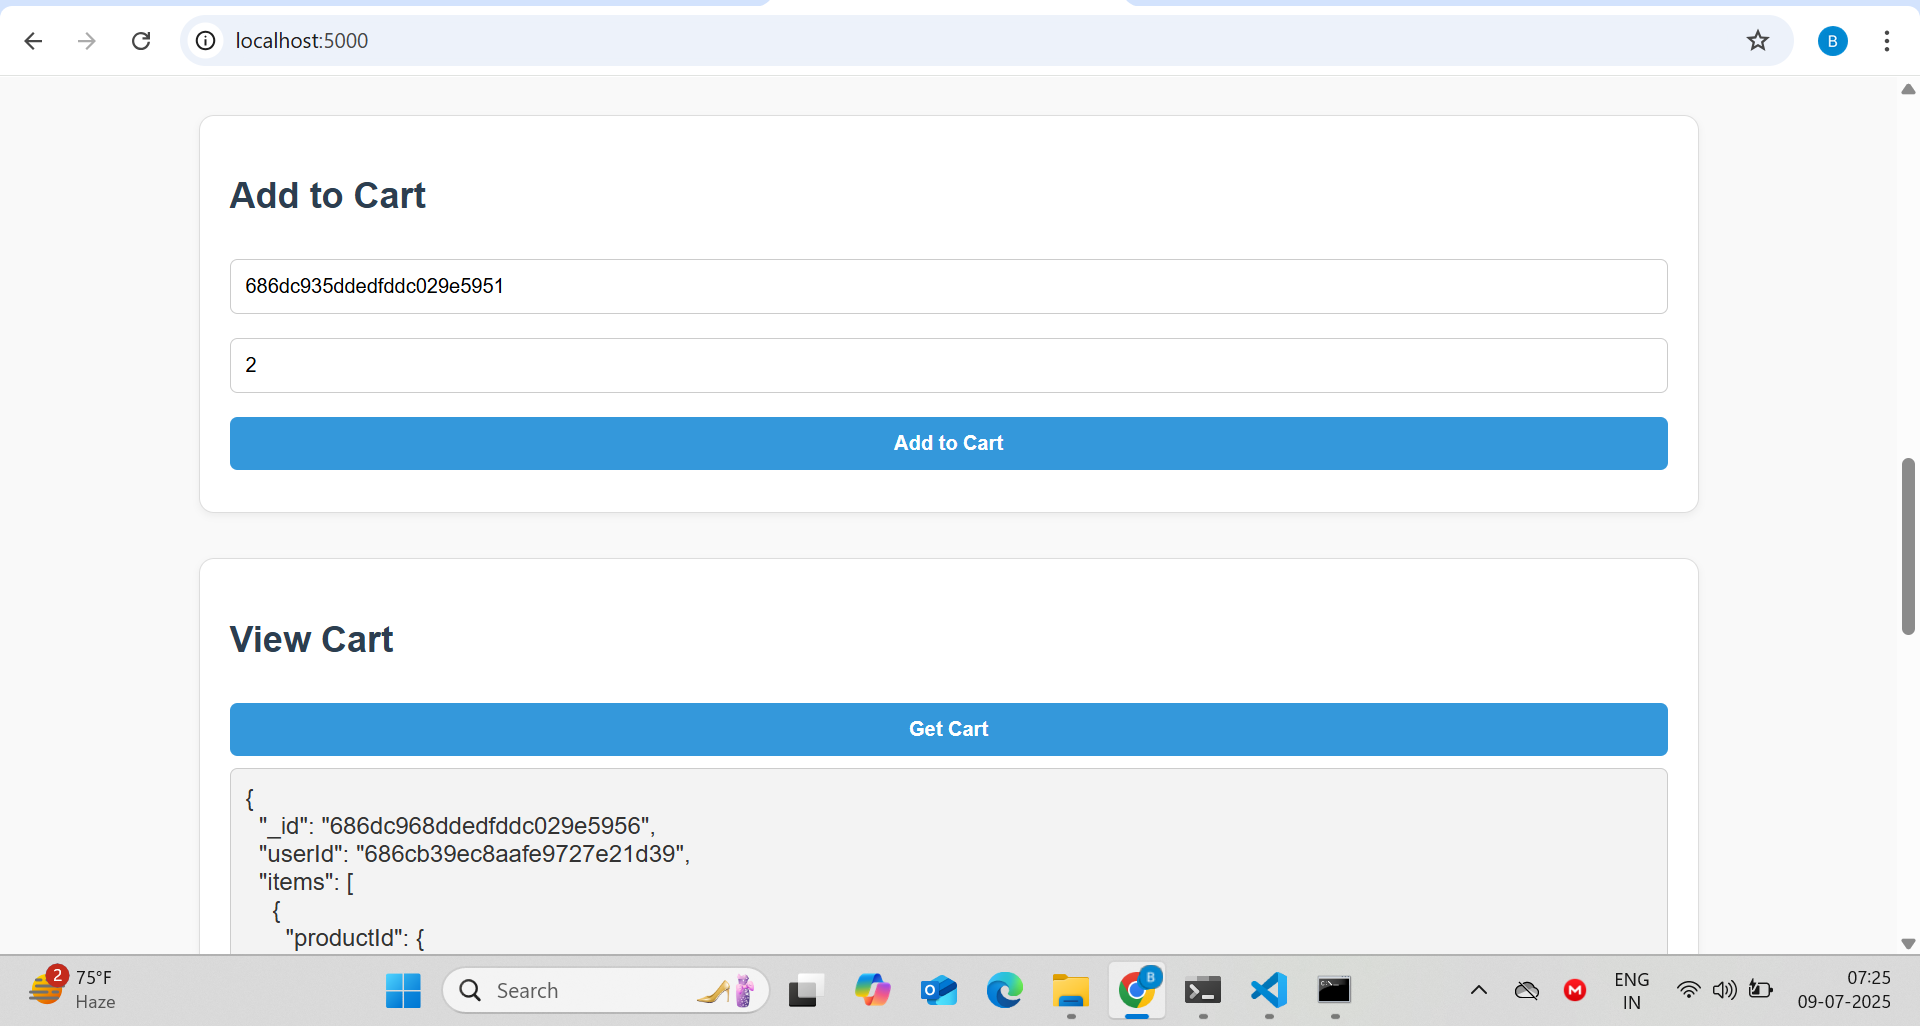 localhost:5000
B
Add to Cart
686dc935ddedfddc029e5951
2
Add to Cart
View Cart
Get Cart
{
"_id": "686dc968ddedfddc029e5956",
"userId": "686cb39ec8aafe9727e21d39",
"items": [
{
"productId": {
2
75°F
Haze
Search
B
M
ENG
IN
07:25
09-07-2025